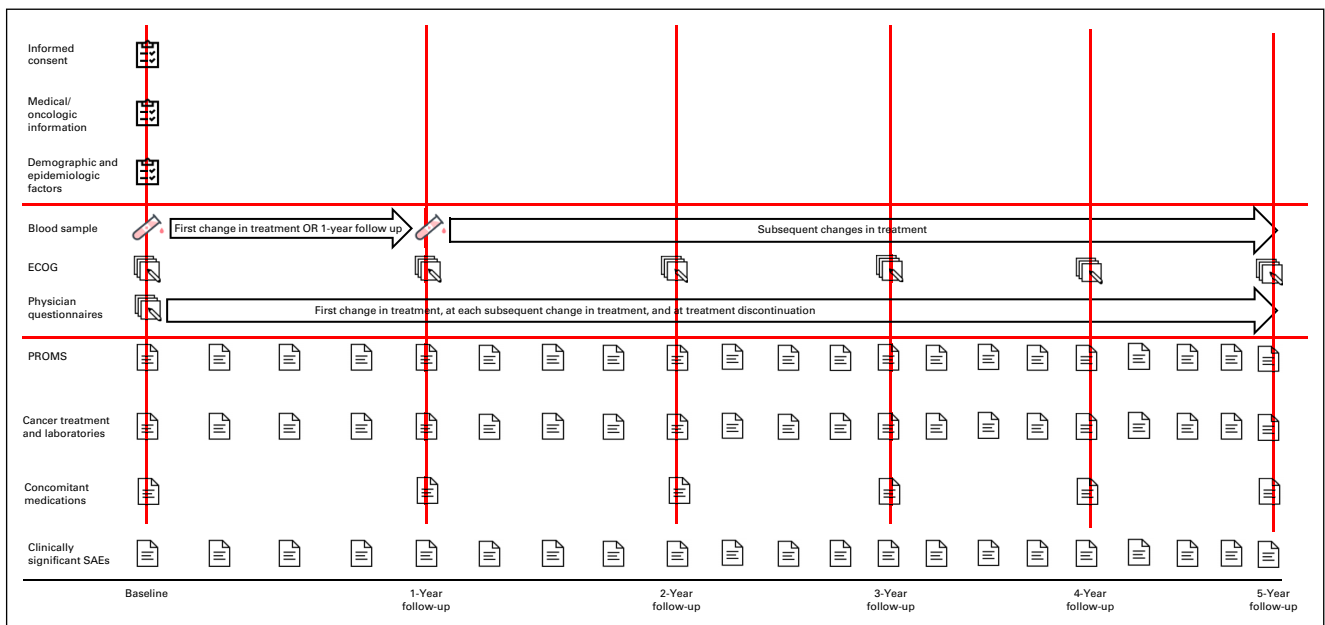 Informed
consent
Medical/
oncologic
information
Demographic and
epidemiologic
factors
Blood sample
First change in treatment OR 1-year follow up
Subsequent changes in treatment
ECOG
Physician
questionnaires
First change in treatment, at each subsequent change in treatment, and at treatment discontinuation
PROMS
Cancer treatment
and laboratories
Concomitant
medications
Clinically
significant SAEs
Baseline
1-Year
follow-up
2-Year
follow-up
3-Year
follow-up
4-Year
follow-up
5-Year
follow-up